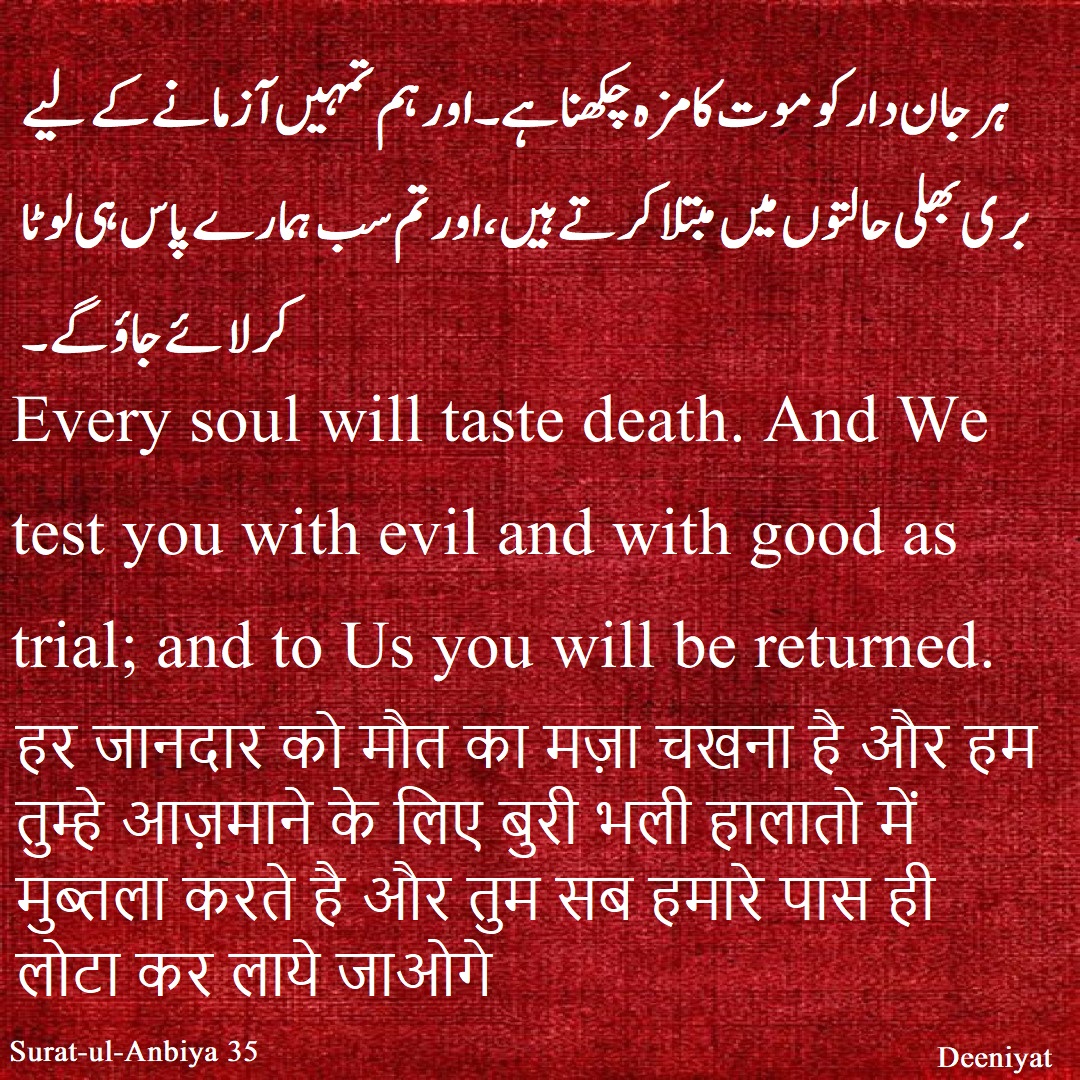 ہر جان دار کو موت کا مزہ چکھنا ہے۔ اور ہم تمہیں آزمانے کے لیے
بری بھلی حالتوں میں مبتلا کرتے ہیں، اور تم سب ہمارے پاس ہی لوٹا
کر لائے جاؤ گے۔
Every soul will taste death. And We
test you with evil and with good as
trial; and to Us you will be returned.
हर जानदार को मौत का मज़ा चखना है और हम
तुम्हे आज़माने के लिए बुरी भली हालातो में
मुब्तला करते है और तुम सब हमारे पास ही
लोटा कर लाये जाओगे
Surat-ul-Anbiya 35
Deeniyat